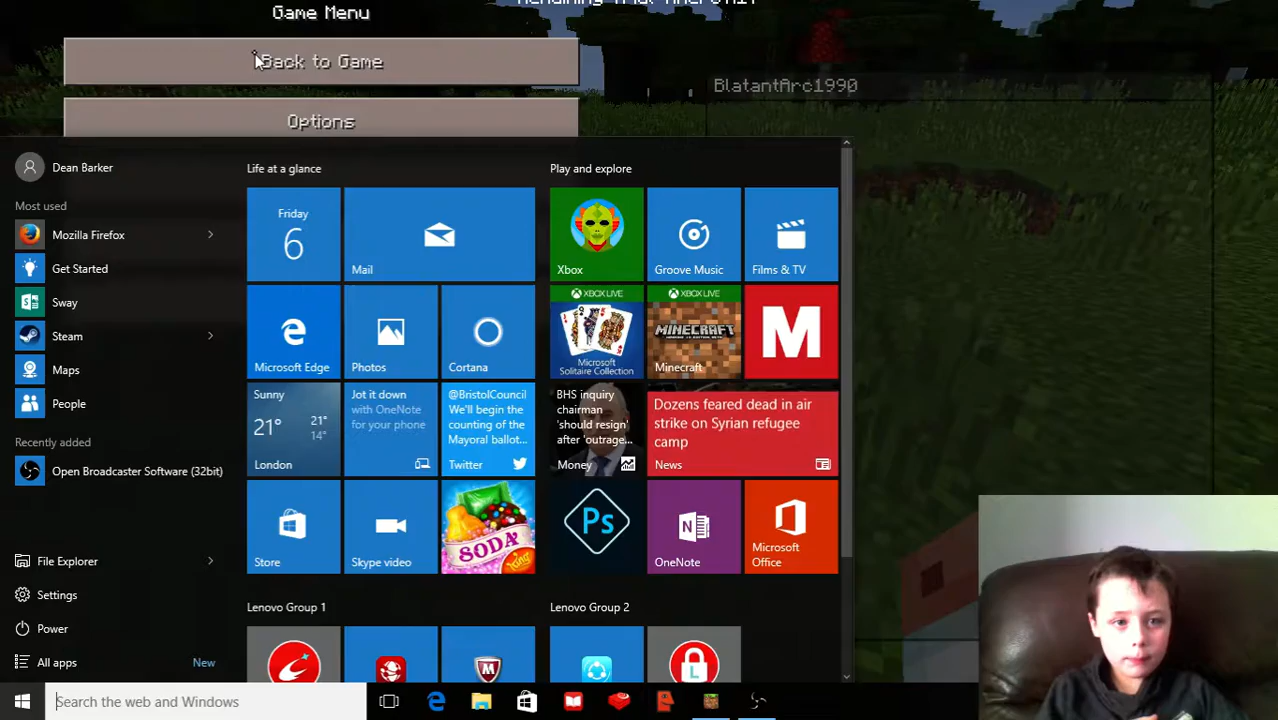 Game Menu
Back to Game
BlatantArc1990
Options
Dean Barker
Life at a glance
Play and explore
Most used
Mozilla Firefox
Get Started
Sway
Steam
Maps
People
Recently added
Open Broadcaster Software (32bit)
File Explorer
Settings
Power
All apps
New
Friday
6
Mail
Xbox
Groove Music
Films & TV
Microsoft Edge
Photos
Cortana
XBOX LIVE
Microsoft
Solitaire Collection
XBOX LIVE
MINECRAFT
Minecraft
M
Sunny
21°
21°
14°
London
Jot it down
with OneNote
for your phone
@BristolCouncil
We'll begin the
counting of the
Mayoral ballot...
Twitter
BHS inquiry
chairman
'should resign'
after 'outrage...
Money
Dozens feared dead in air
strike on Syrian refugee
camp
News
Store
Skype video
SODA
King
Ps
N
OneNote
Microsoft
Office
Lenovo Group 1
Lenovo Group 2
L
Search the web and Windows